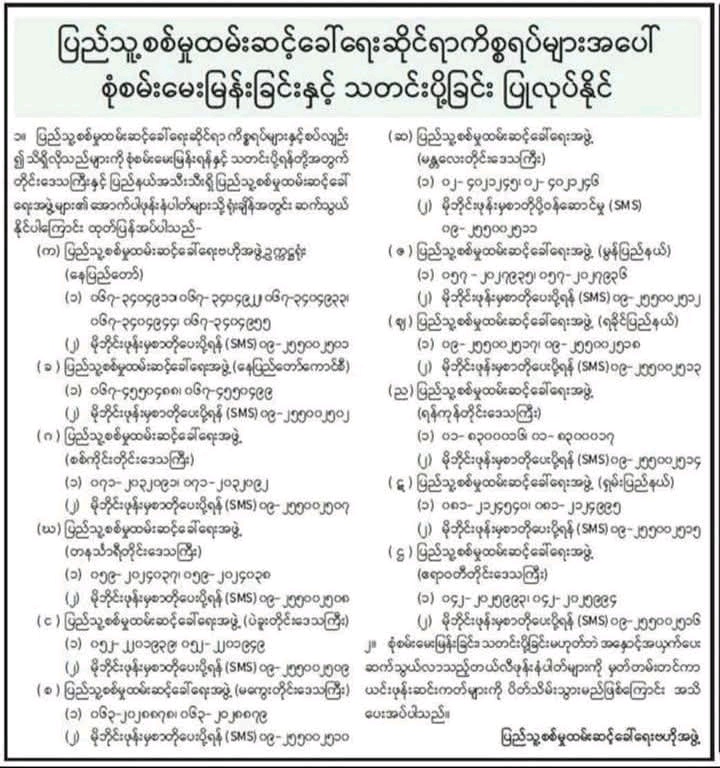 ပြည်သူ့စစ်မှုထမ်းဆင့်ခေါ်ရေးဆိုင်ရာကိစ္စရပ်များအပေါ်
စုံစမ်းမေးမြန်းခြင်းနှင့် သတင်းပို့ခြင်း ပြုလုပ်နိုင်
၁။ ပြည်သူ့စစ်မှုထမ်းဆင့်ခေါ်ရေးဆိုင်ရာ ကိစ္စရပ်များနှင့်စပ်လျဉ်း
၍ သိရှိလိုသည်များကို စုံစမ်းမေးမြန်းရန်နှင့် သတင်းပို့ရန်တို့အတွက်
တိုင်းဒေသကြီးနှင့် ပြည်နယ်အသီးသီးရှိ ပြည်သူ့စစ်မှုထမ်းဆင့်ခေါ်
ရေးအဖွဲ့များ၏ အောက်ပါဖုန်းနံပါတ်များသို့ ရုံးချိန်အတွင်း ဆက်သွယ်
နိုင်ပါကြောင်း ထုတ်ပြန်အပ်ပါသည်-
(က) ပြည်သူ့စစ်မှုထမ်းဆင့်ခေါ်ရေးဗဟိုအဖွဲ့ဥက္ကဋ္ဌရုံး
(နေပြည်တော်)
(၁) ၀၆၇-၃၄၀၄၉၁၁၊ ၀၆၇-၃၄၀၄၉၂၂၊ ၀၆၇-၃၄၀၄၉၃၃၊
၀၆၇-၃၄၀၄၉၄၄၊ ၀၆၇-၃၄၀၄၉၅၅
(၂) မိုဘိုင်းဖုန်းမှစာတိုပေးပို့ရန် (SMS) ၀၉-၂၅၅၀၀၂၅၀၁
(ခ) ပြည်သူ့စစ်မှုထမ်းဆင့်ခေါ်ရေးအဖွဲ့ (နေပြည်တော်ကောင်စီ)
(၁) ၀၆၇-၄၅၅၀၄၈၈၊ ၀၆၇-၄၅၅၀၄၉၉
(၂) မိုဘိုင်းဖုန်းမှစာတိုပေးပို့ရန် (SMS) ၀၉-၂၅၅၀၀၂၅၀၂
(ဂ) ပြည်သူ့စစ်မှုထမ်းဆင့်ခေါ်ရေးအဖွဲ့
(စစ်ကိုင်းတိုင်းဒေသကြီး)
(၁) ၀၇၁-၂၀၃၂၀၉၁၊ ၀၇၁-၂၀၃၂၀၉၂
(၂) မိုဘိုင်းဖုန်းမှစာတိုပေးပို့ရန် (SMS) ၀၉-၂၅၅၀၀၂၅၀၇
(ဃ) ပြည်သူ့စစ်မှုထမ်းဆင့်ခေါ်ရေးအဖွဲ့
(တနင်္သာရီတိုင်းဒေသကြီး)
(၁) ၀၅၉-၂၀၂၄၀၃၇၊ ၀၅၉-၂၀၂၄၀၃၈
(၂) မိုဘိုင်းဖုန်းမှစာတိုပေးပို့ရန် (SMS) ၀၉-၂၅၅၀၀၂၅၀၈
(င) ပြည်သူ့စစ်မှုထမ်းဆင့်ခေါ်ရေးအဖွဲ့ (ပဲခူးတိုင်းဒေသကြီး)
(၁) ၀၅၂-၂၂၀၁၉၃၉၊ ၀၅၂-၂၂၀၁၉၄၉
(၂) မိုဘိုင်းဖုန်းမှစာတိုပေးပို့ရန် (SMS) ၀၉-၂၅၅၀၀၂၅၀၉
(စ) ပြည်သူ့စစ်မှုထမ်းဆင့်ခေါ်ရေးအဖွဲ့ (မကွေးတိုင်းဒေသကြီး)
(၁) ၀၆၃-၂၀၂၈၈၇၈၊ ၀၆၃-၂၀၂၈၈၇၉
(၂) မိုဘိုင်းဖုန်းမှစာတိုပေးပို့ရန် (SMS) ၀၉-၂၅၅၀၀၂၅၁၀
(ဆ) ပြည်သူ့စစ်မှုထမ်းဆင့်ခေါ်ရေးအဖွဲ့
(မန္တလေးတိုင်းဒေသကြီး)
(၁) ၀၂-၄၀၂၁၂၄၅၊ ၀၂-၄၀၂၁၂၄၆
(၂) မိုဘိုင်းဖုန်းမှစာတိုပို့ဝန်ဆောင်မှု (SMS)
၀၉-၂၅၅၀၀၂၅၁၁
(ဇ) ပြည်သူ့စစ်မှုထမ်းဆင့်ခေါ်ရေးအဖွဲ့ (မွန်ပြည်နယ်)
(၁) ၀၅၇-၂၀၂၇၉၃၅၊ ၀၅၇-၂၀၂၇၉၃၆
(၂) မိုဘိုင်းဖုန်းမှစာတိုပေးပို့ရန် (SMS) ၀၉-၂၅၅၀၀၂၅၁၂
(ဈ) ပြည်သူ့စစ်မှုထမ်းဆင့်ခေါ်ရေးအဖွဲ့ (ရခိုင်ပြည်နယ်)
(၁) ၀၉-၂၅၅၀၀၂၅၁၇၊ ၀၉-၂၅၅၀၀၂၅၁၈
(၂) မိုဘိုင်းဖုန်းမှစာတိုပေးပို့ရန် (SMS) ၀၉-၂၅၅၀၀၂၅၁၃
(ည) ပြည်သူ့စစ်မှုထမ်းဆင့်ခေါ်ရေးအဖွဲ့
(ရန်ကုန်တိုင်းဒေသကြီး)
(၁) ၀၁-၈၃၀၀၀၁၆၊ ၀၁-၈၃၀၀၀၁၇
(၂) မိုဘိုင်းဖုန်းမှစာတိုပေးပို့ရန် (SMS) ၀၉-၂၅၅၀၀၂၅၁၄
(ဋ) ပြည်သူ့စစ်မှုထမ်းဆင့်ခေါ်ရေးအဖွဲ့ (ရှမ်းပြည်နယ်)
(၁) ၀၈၁-၂၁၂၄၅၄၀၊ ၀၈၁-၂၁၂၄၉၉၅
(၂) မိုဘိုင်းဖုန်းမှစာတိုပေးပို့ရန် (SMS) ၀၉-၂၅၅၀၀၂၅၁၅
(ဌ) ပြည်သူ့စစ်မှုထမ်းဆင့်ခေါ်ရေးအဖွဲ့
(ဧရာဝတီတိုင်းဒေသကြီး)
(၁) ၀၄၂-၂၀၂၅၉၉၃၊ ၀၄၂-၂၀၂၅၉၉၄
(၂) မိုဘိုင်းဖုန်းမှစာတိုပေးပို့ရန် (SMS) ၀၉-၂၅၅၀၀၂၅၁၆
၂။ စုံစမ်းမေးမြန်းခြင်း၊ သတင်းပို့ခြင်းမဟုတ်ဘဲ အနှောင့်အယှက်ပေး
ဆက်သွယ်လာသည့်တယ်လီဖုန်းနံပါတ်များကို မှတ်တမ်းတင်ကာ
ယင်းဖုန်းဆင်းကတ်များကို ပိတ်သိမ်းသွားမည်ဖြစ်ကြောင်း အသိ
ပေးအပ်ပါသည်။
ပြည်သူ့စစ်မှုထမ်းဆင့်ခေါ်ရေးဗဟိုအဖွဲ့